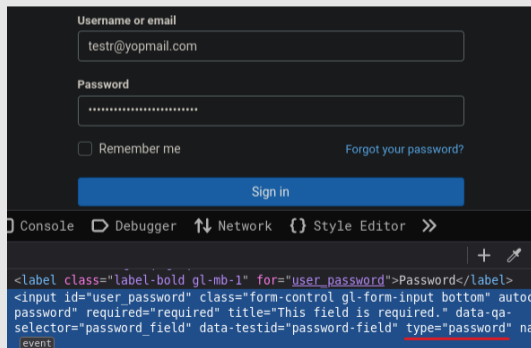 Username or email
testr@yopmail.com
Password
••••••••••••••••••••••••••
Remember me Forgot your password?
Sign in
Console Debugger Network {} Style Editor
<label class="label-bold gl-mb-1" for="user_password">Password</label>
<input id="user_password" class="form-control gl-form-input bottom" autoc
password" required="required" title="This field is required." data-qa-
selector="password_field" data-testid="password-field" type="password" na
event